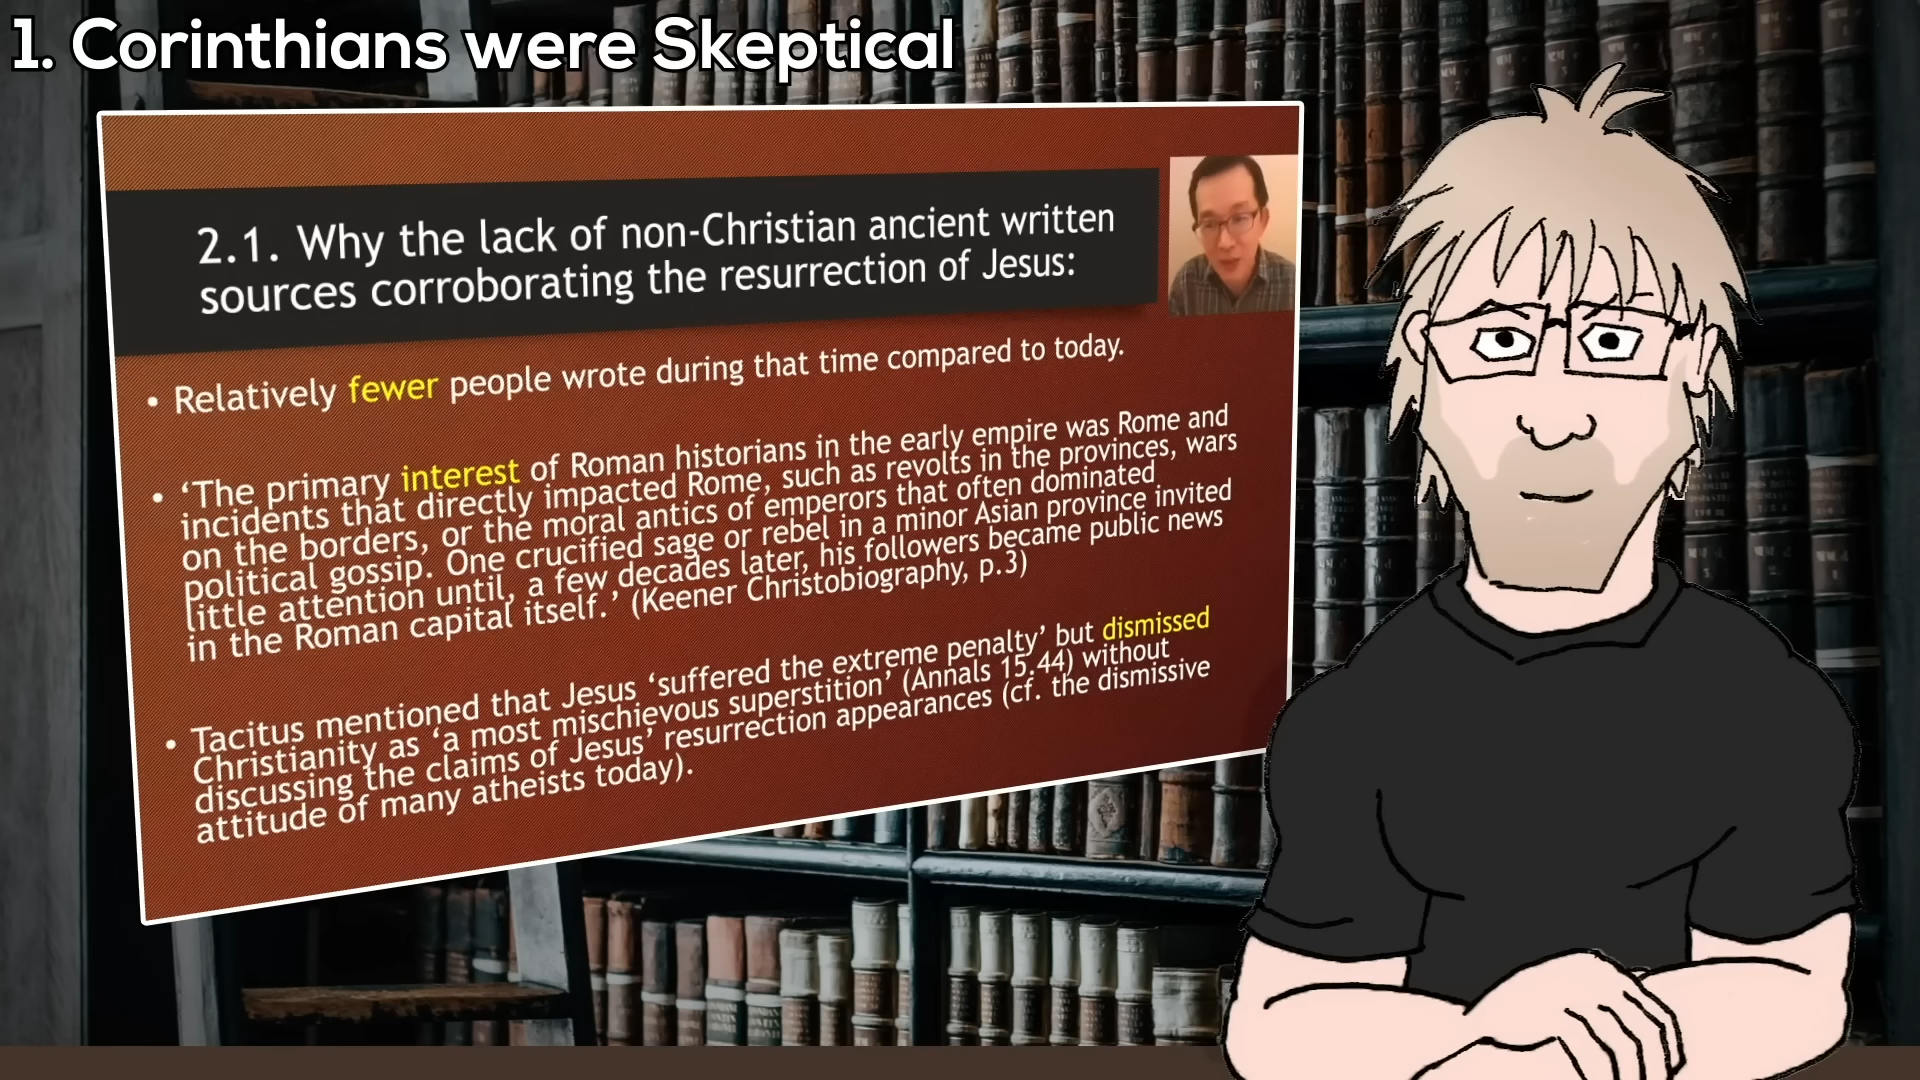 1. Corinthians were Skeptical
2.1. Why the lack of non-Christian ancient written
sources corroborating the resurrection of Jesus:
• Relatively fewer people wrote during that time compared to today.
• ‘The primary interest of Roman historians in the early empire was Rome and
incidents that directly impacted Rome, such as revolts in the provinces, wars
on the borders, or the moral antics of emperors that often dominated
political gossip. One crucified sage or rebel in a minor Asian province invited
little attention until, a few decades later, his followers became public news
in the Roman capital itself.’ (Keener Christobiography, p.3)
• Tacitus mentioned that Jesus ‘suffered the extreme penalty’ but dismissed
Christianity as ‘a most mischievous superstition’ (Annals 15.44) without
discussing the claims of Jesus’ resurrection appearances (cf. the dismissive
attitude of many atheists today).